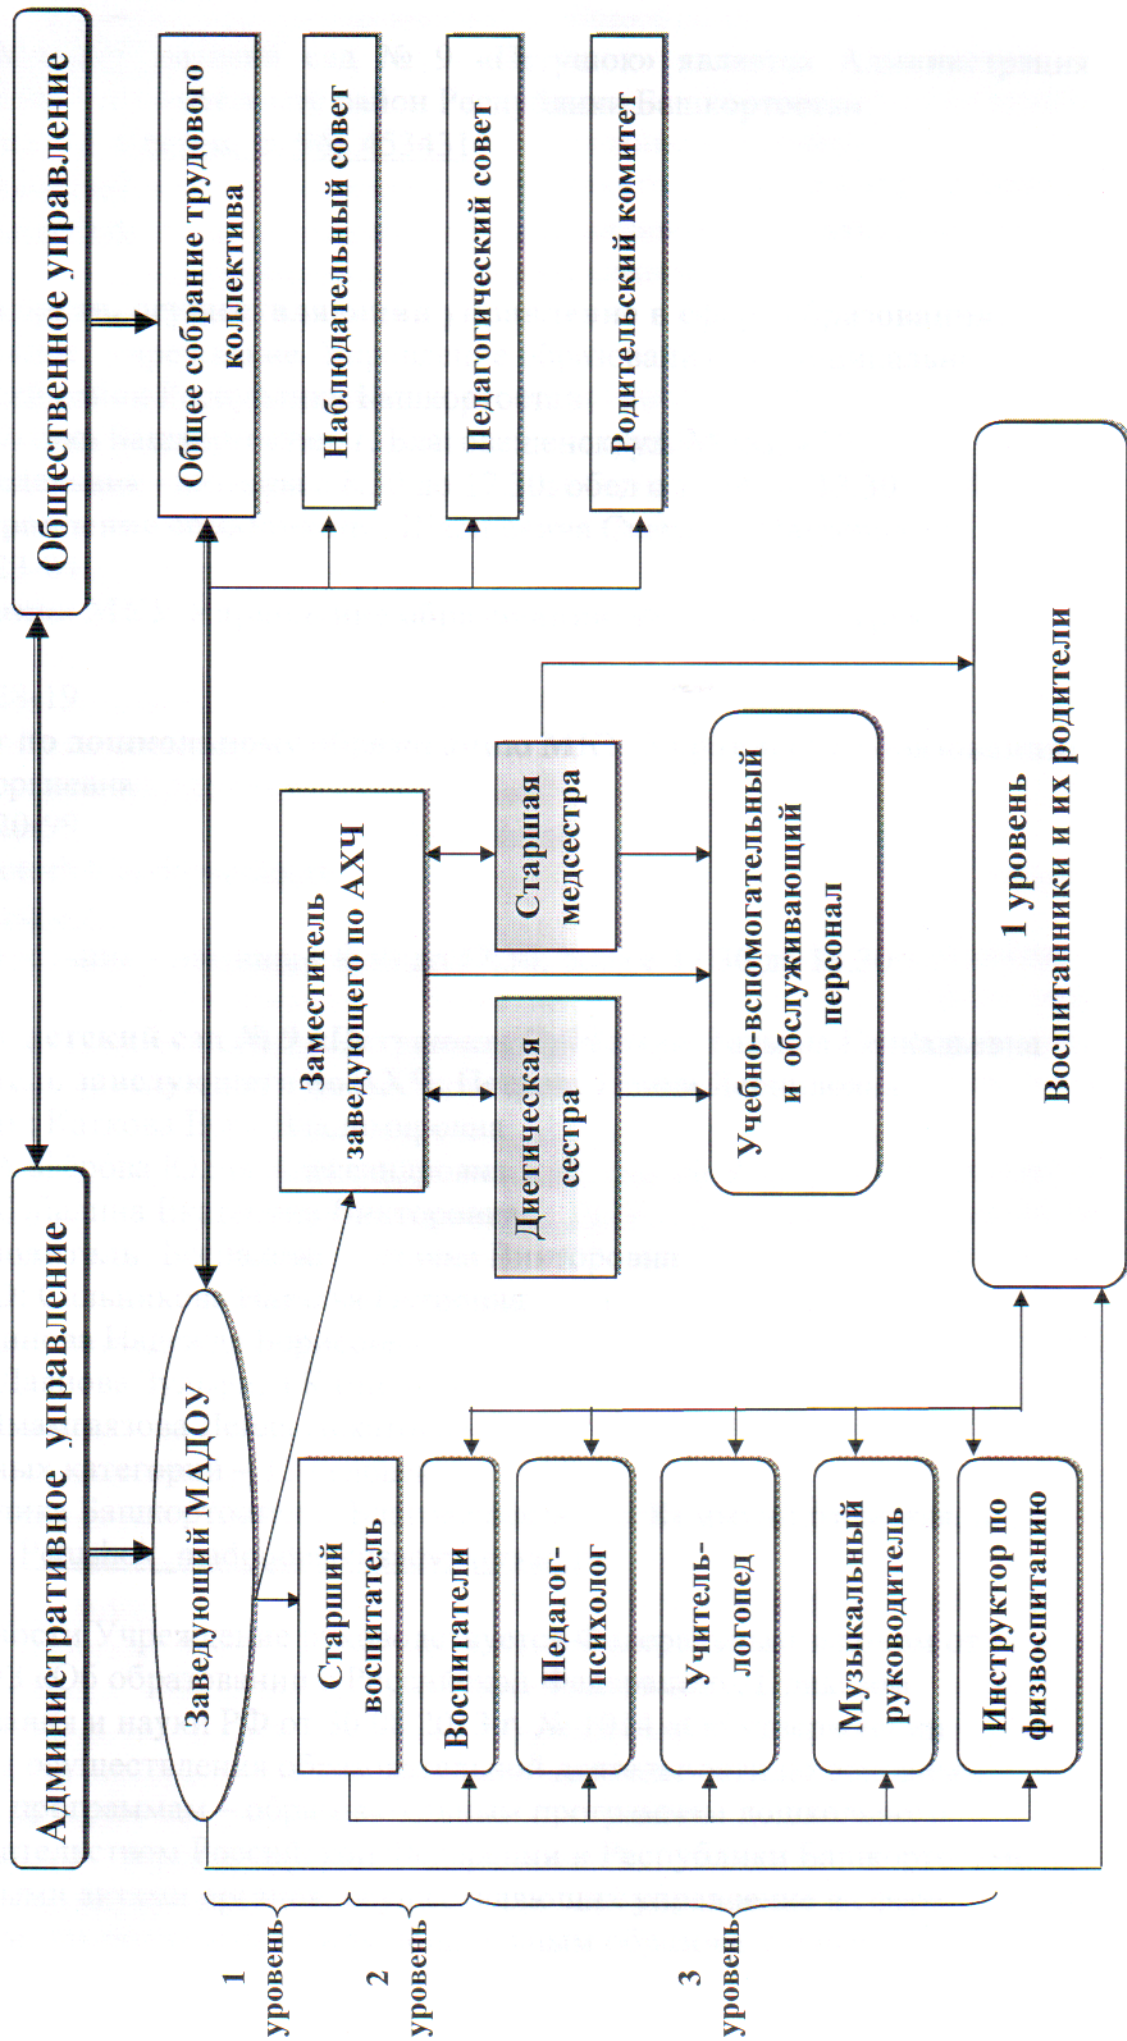 Административное управление
Общественное управление
Заведующий МАДОУ
Общее собрание трудового
коллектива
Наблюдательный совет
Педагогический совет
Родительский комитет
1
уровень
2
уровень
3
уровень
Старший
воспитатель
Заместитель
заведующего по АХЧ
Воспитатели
Педагог-
психолог
Учитель-
логопед
Музыкальный
руководитель
Инструктор по
физвоспитанию
Диетическая
сестра
Старшая
медсестра
Учебно-вспомогательный
и обслуживающий
персонал
1 уровень
Воспитанники и их родители